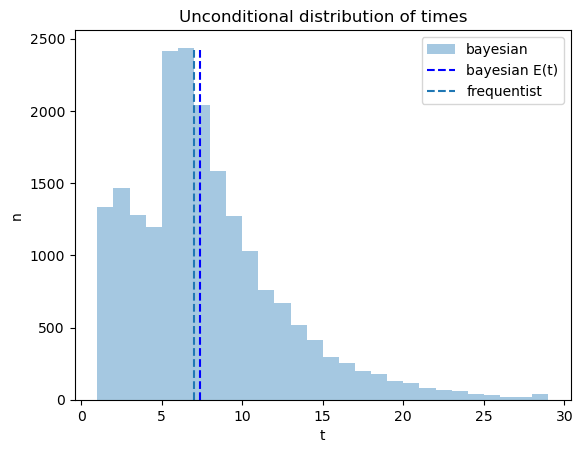 Unconditional distribution of times
bayesian
bayesian E(t)
frequentist
2500
2000
1500
1000
500
0
n
0 5 10 15 20 25 30
t